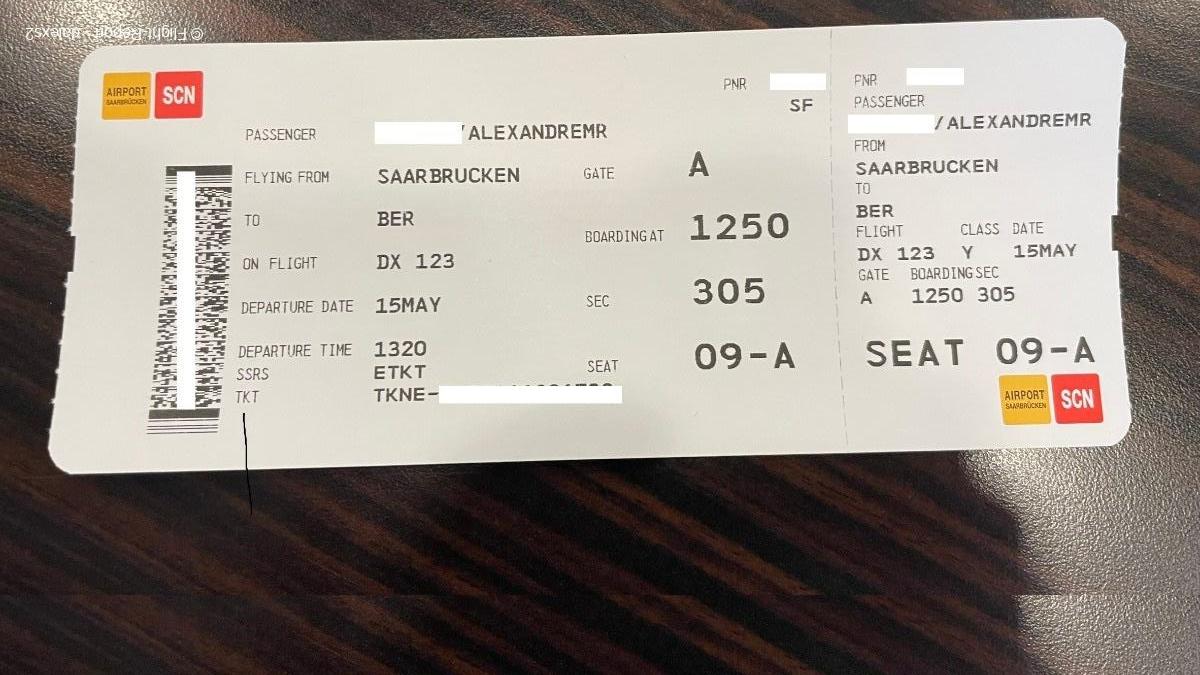 © Flight-Report - dalexs2
AIRPORT SAARBRÜCKEN SCN
PNR
SF
PASSENGER /ALEXANDREMR
FLYING FROM SAARBRUCKEN GATE A
TO BER
BOARDING AT 1250
ON FLIGHT DX 123
DEPARTURE DATE 15MAY SEC 305
DEPARTURE TIME 1320
SEAT 09-A
SSRS ETKT
TKT TKNE-
PNR
PASSENGER
/ALEXANDREMR
FROM
SAARBRUCKEN
TO
BER
FLIGHT CLASS DATE
DX 123 Y 15MAY
GATE BOARDING SEC
A 1250 305
SEAT 09-A
AIRPORT SAARBRÜCKEN SCN